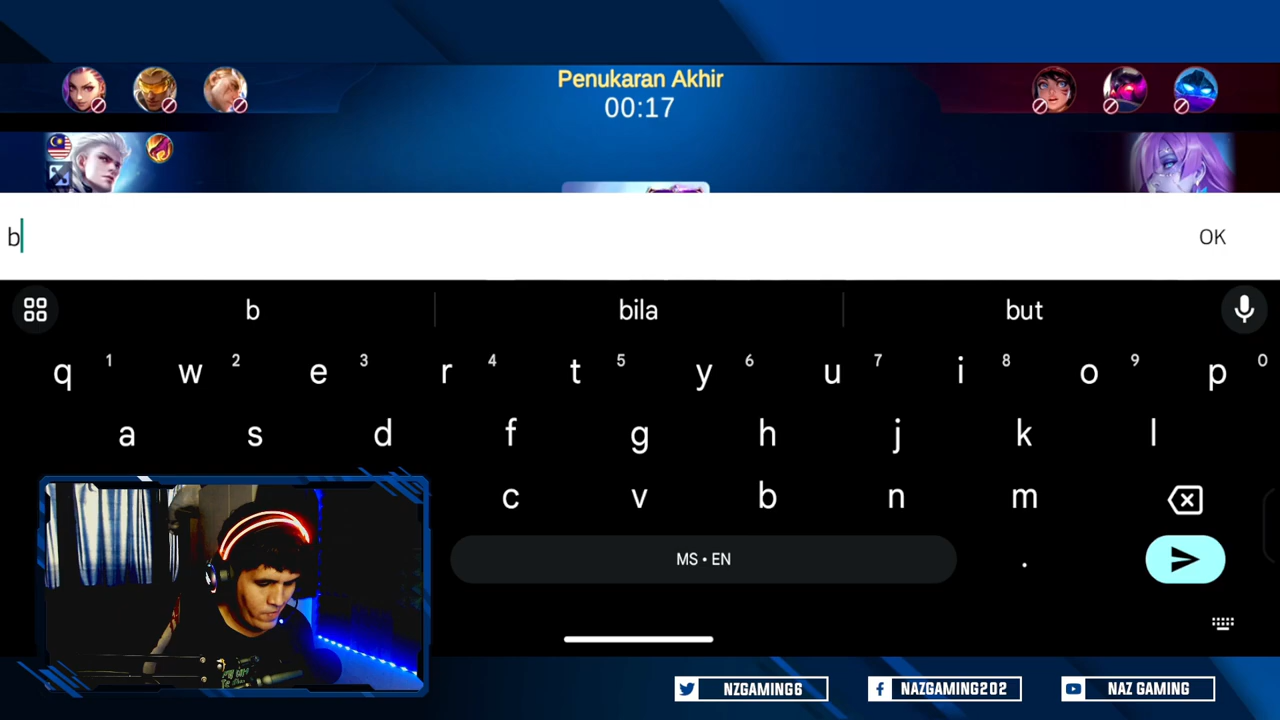 Penukaran Akhir
00:17
b
OK
b bila but
q 1 w 2 e 3 r 4 t 5 y 6 u 7 i 8 o 9 p 0
a s d f g h j k l
c v b n m
MS • EN .
NZGAMING6 NAZGAMING202 NAZ GAMING